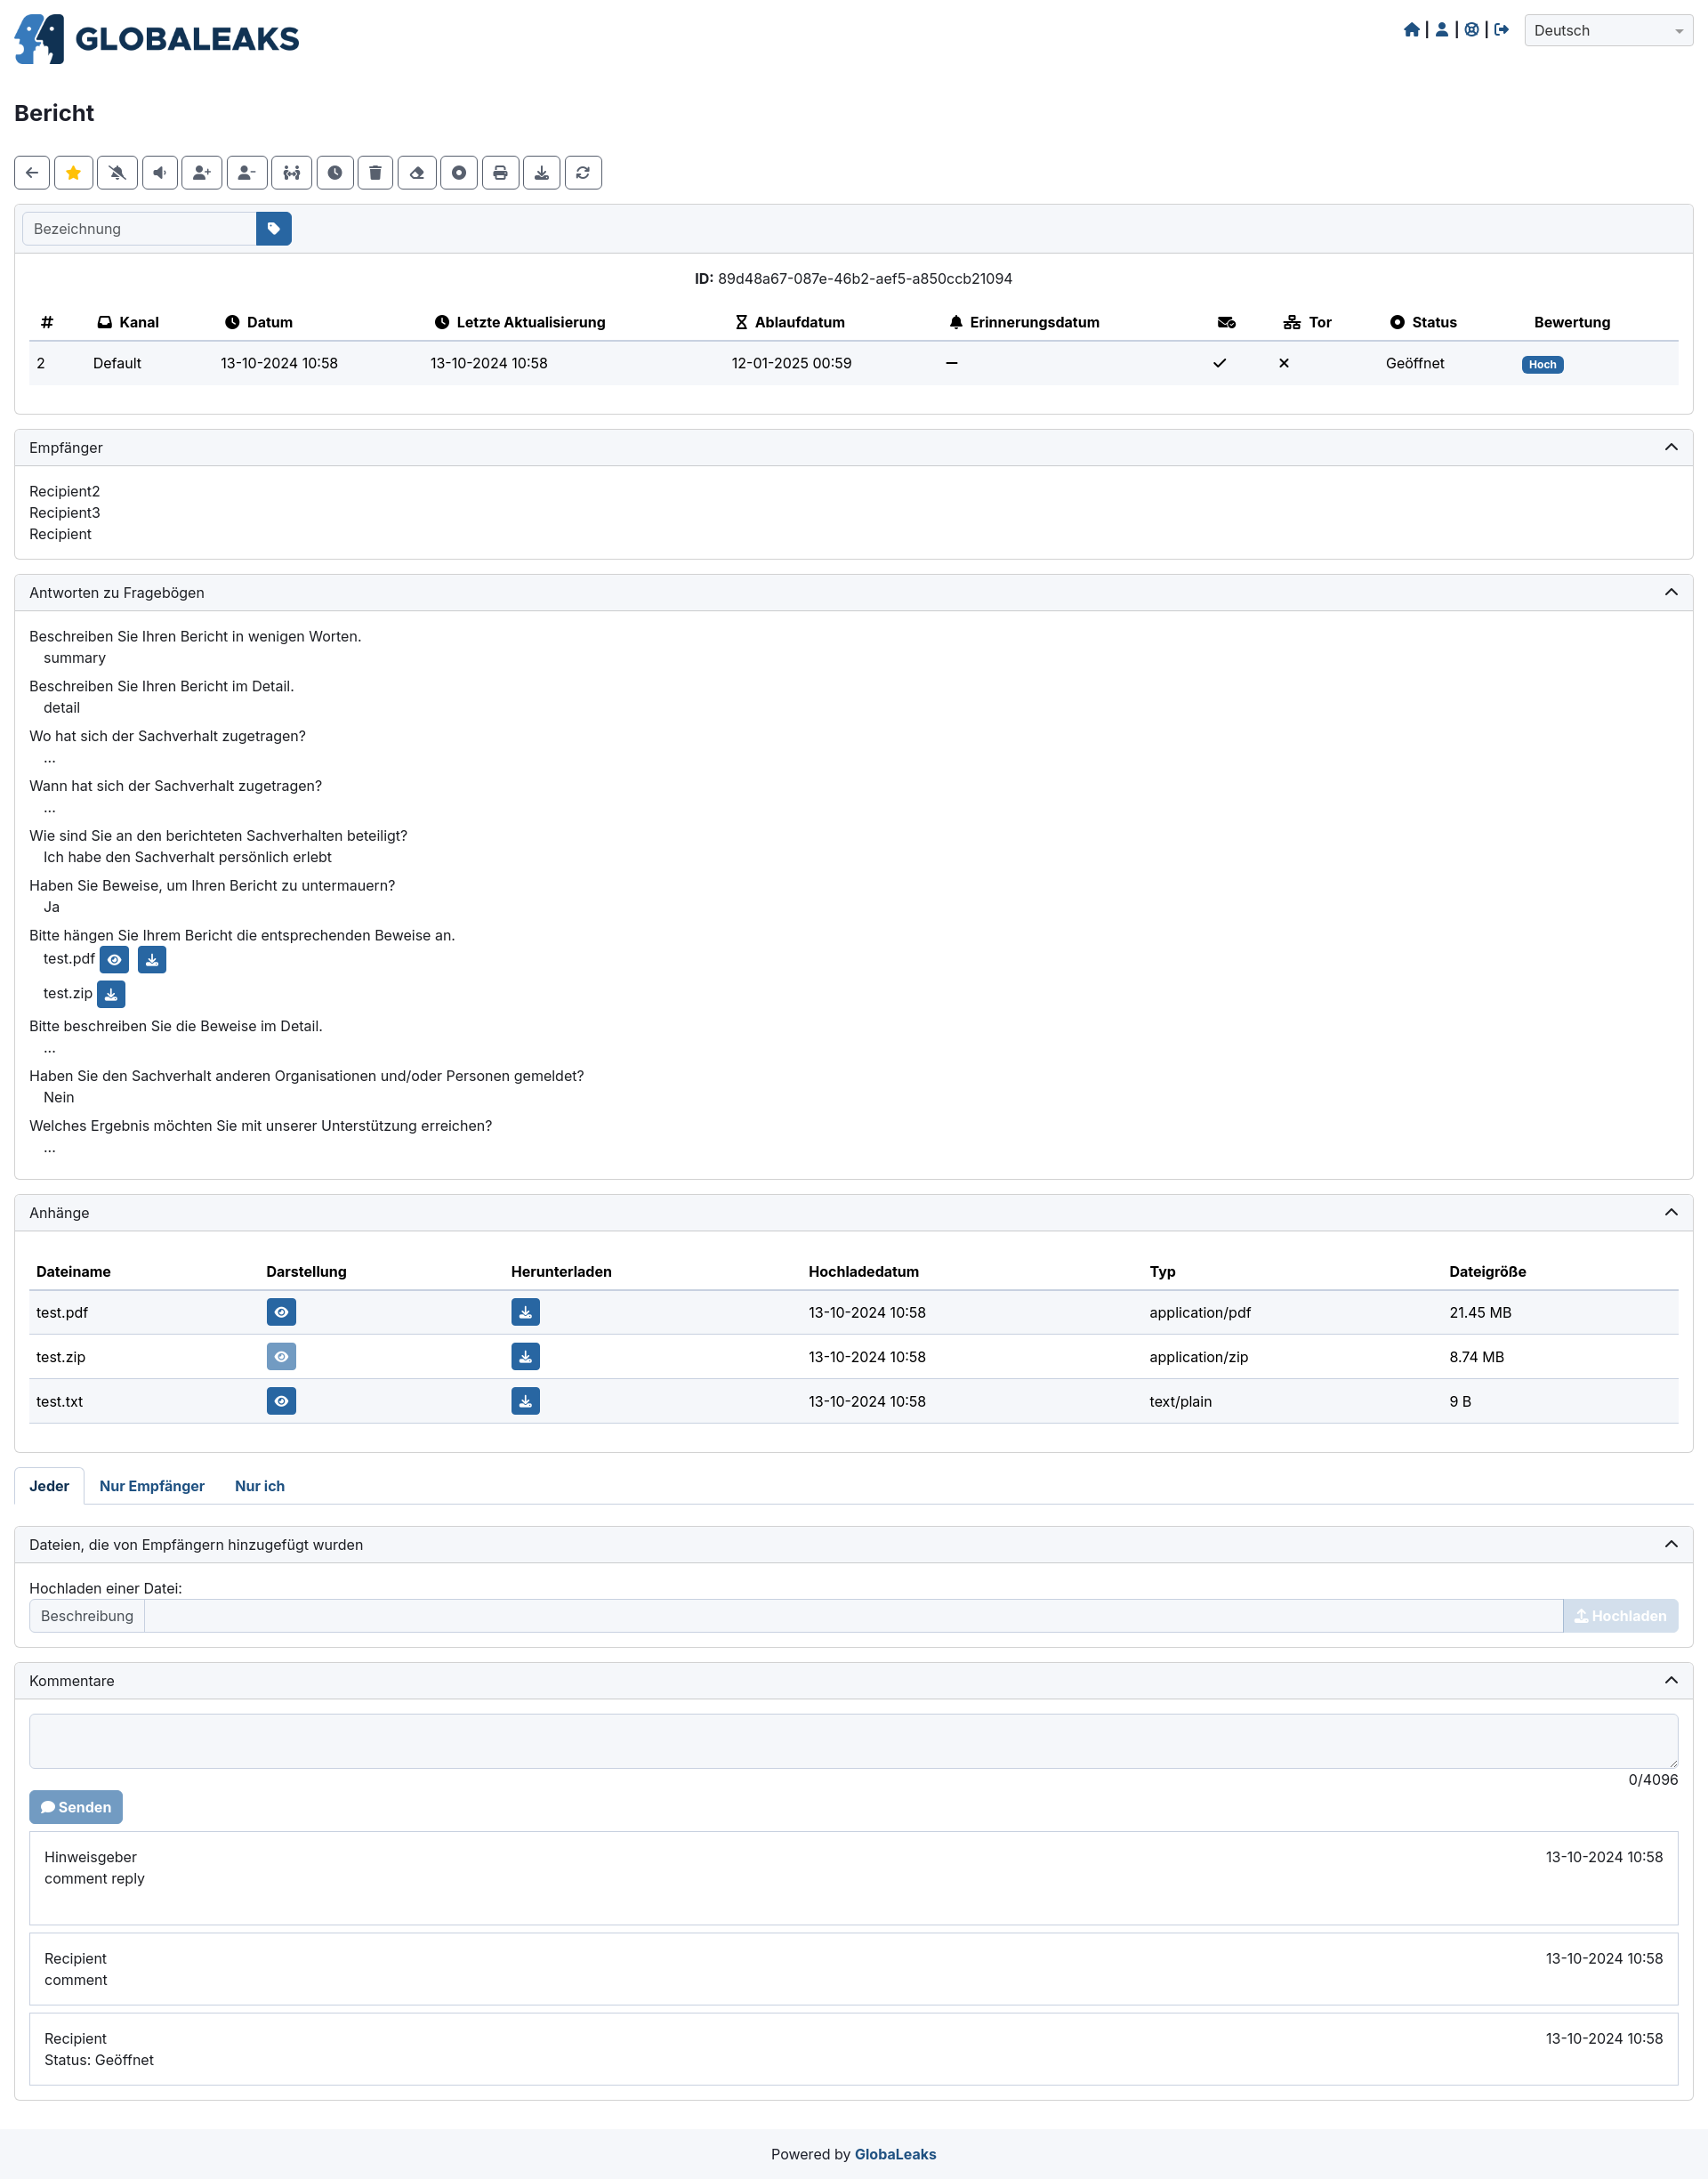 GLOBALEAKS
Deutsch
Bericht
Bezeichnung
ID: 89d48a67-087e-46b2-aef5-a850ccb21094
# Kanal Datum Letzte Aktualisierung Ablaufdatum Erinnerungsdatum Tor Status Bewertung
2 Default 13-10-2024 10:58 13-10-2024 10:58 12-01-2025 00:59 Geöffnet Hoch
Empfänger
Recipient2
Recipient3
Recipient
Antworten zu Fragebögen
Beschreiben Sie Ihren Bericht in wenigen Worten.
summary
Beschreiben Sie Ihren Bericht im Detail.
detail
Wo hat sich der Sachverhalt zugetragen?
...
Wann hat sich der Sachverhalt zugetragen?
...
Wie sind Sie an den berichteten Sachverhalten beteiligt?
Ich habe den Sachverhalt persönlich erlebt
Haben Sie Beweise, um Ihren Bericht zu untermauern?
Ja
Bitte hängen Sie Ihrem Bericht die entsprechenden Beweise an.
test.pdf
test.zip
Bitte beschreiben Sie die Beweise im Detail.
...
Haben Sie den Sachverhalt anderen Organisationen und/oder Personen gemeldet?
Nein
Welches Ergebnis möchten Sie mit unserer Unterstützung erreichen?
...
Anhänge
Dateiname Darstellung Herunterladen Hochladedatum Typ Dateigröße
test.pdf 13-10-2024 10:58 application/pdf 21.45 MB
test.zip 13-10-2024 10:58 application/zip 8.74 MB
test.txt 13-10-2024 10:58 text/plain 9 B
Jeder Nur Empfänger Nur ich
Dateien, die von Empfängern hinzugefügt wurden
Hochladen einer Datei:
Beschreibung Hochladen
Kommentare
0/4096
Senden
Hinweisgeber 13-10-2024 10:58
comment reply
Recipient 13-10-2024 10:58
comment
Recipient 13-10-2024 10:58
Status: Geöffnet
Powered by GlobaLeaks